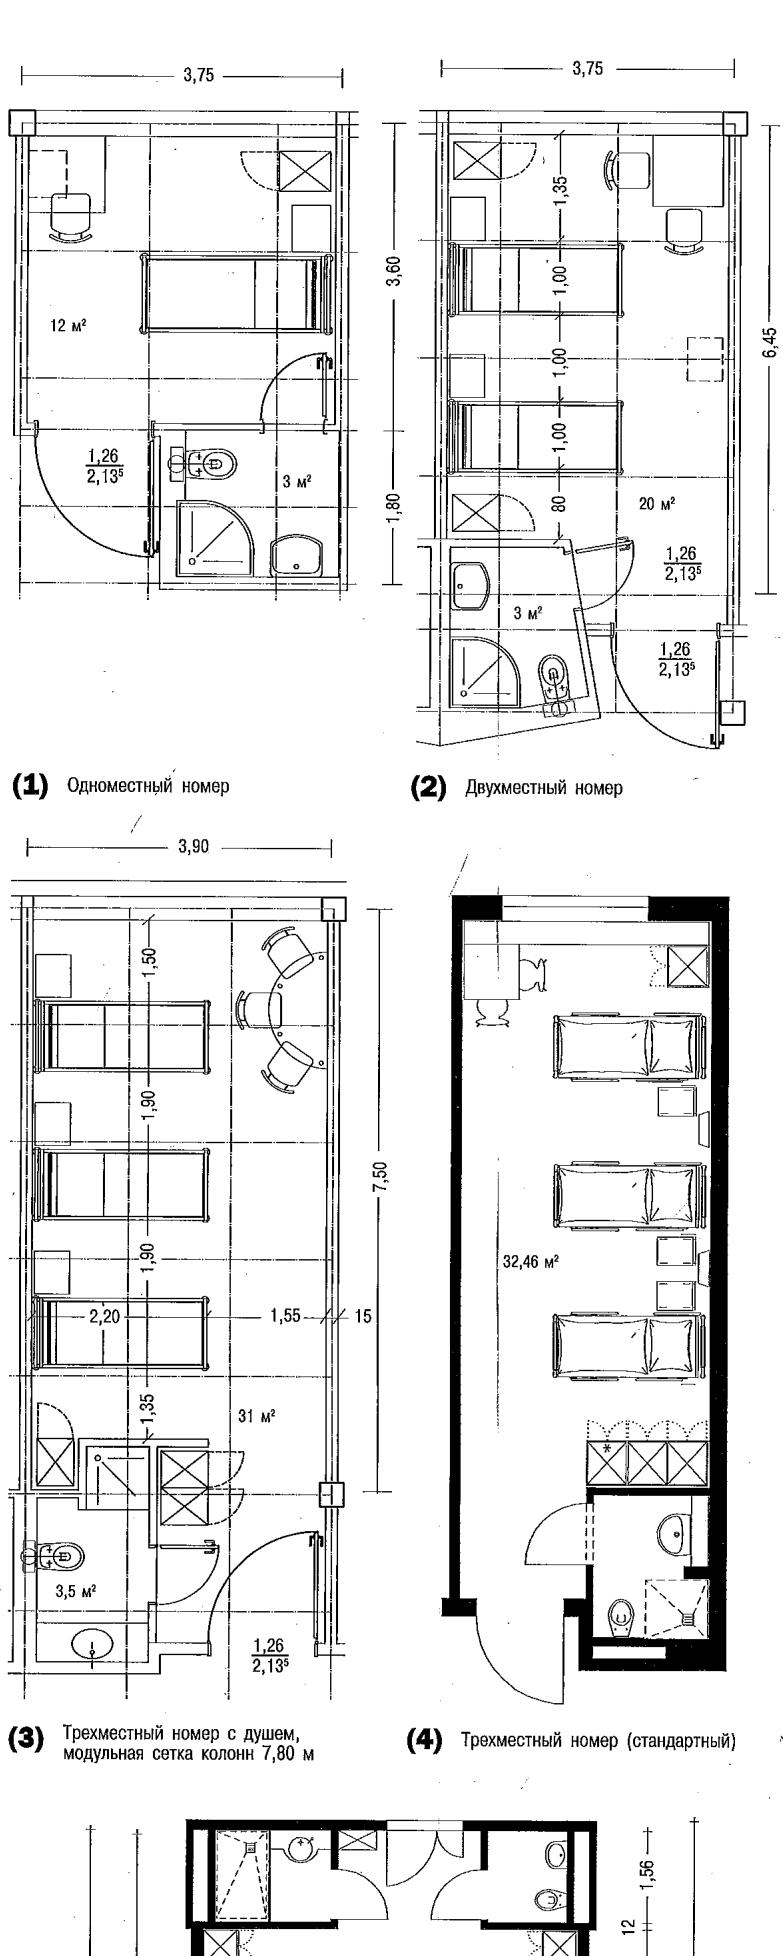 3,75
3,60
12 м²
1,26
2,13⁵
3 м²
1,80
(1) Одноместный номер
3,75
1,35
1,00
1,00
1,00
80
6,45
20 м²
1,26
2,13⁵
3 м²
1,26
2,13⁵
(2) Двухместный номер
3,90
1,50
1,90
7,50
1,90
2,20
1,55
15
1,35
31 м²
3,5 м²
1,26
2,13⁵
(3) Трехместный номер с душем,
модульная сетка колонн 7,80 м
32,46 м²
*
(4) Трехместный номер (стандартный)
1,56
12